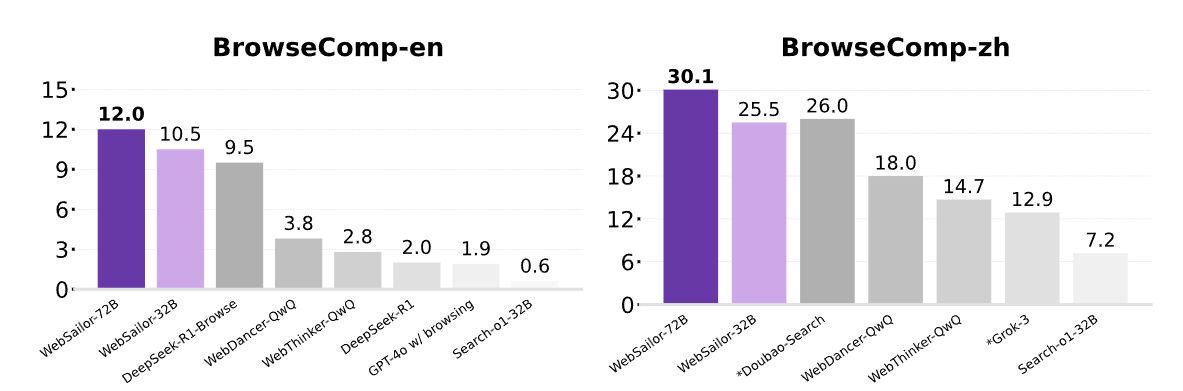 BrowseComp-en
15
12
9
6
3
0
12.0
10.5
9.5
3.8
2.8
2.0
1.9
0.6
WebSailor-72B
WebSailor-32B
DeepSeek-R1-Browse
WebDancer-QwQ
WebThinker-QwQ
DeepSeek-R1
GPT-4o w/ browsing
Search-o1-32B
BrowseComp-zh
30
24
18
12
6
0
30.1
25.5
26.0
18.0
14.7
12.9
7.2
WebSailor-72B
WebSailor-32B
*Doubao-Search
WebDancer-QwQ
WebThinker-QwQ
*Grok-3
Search-o1-32B